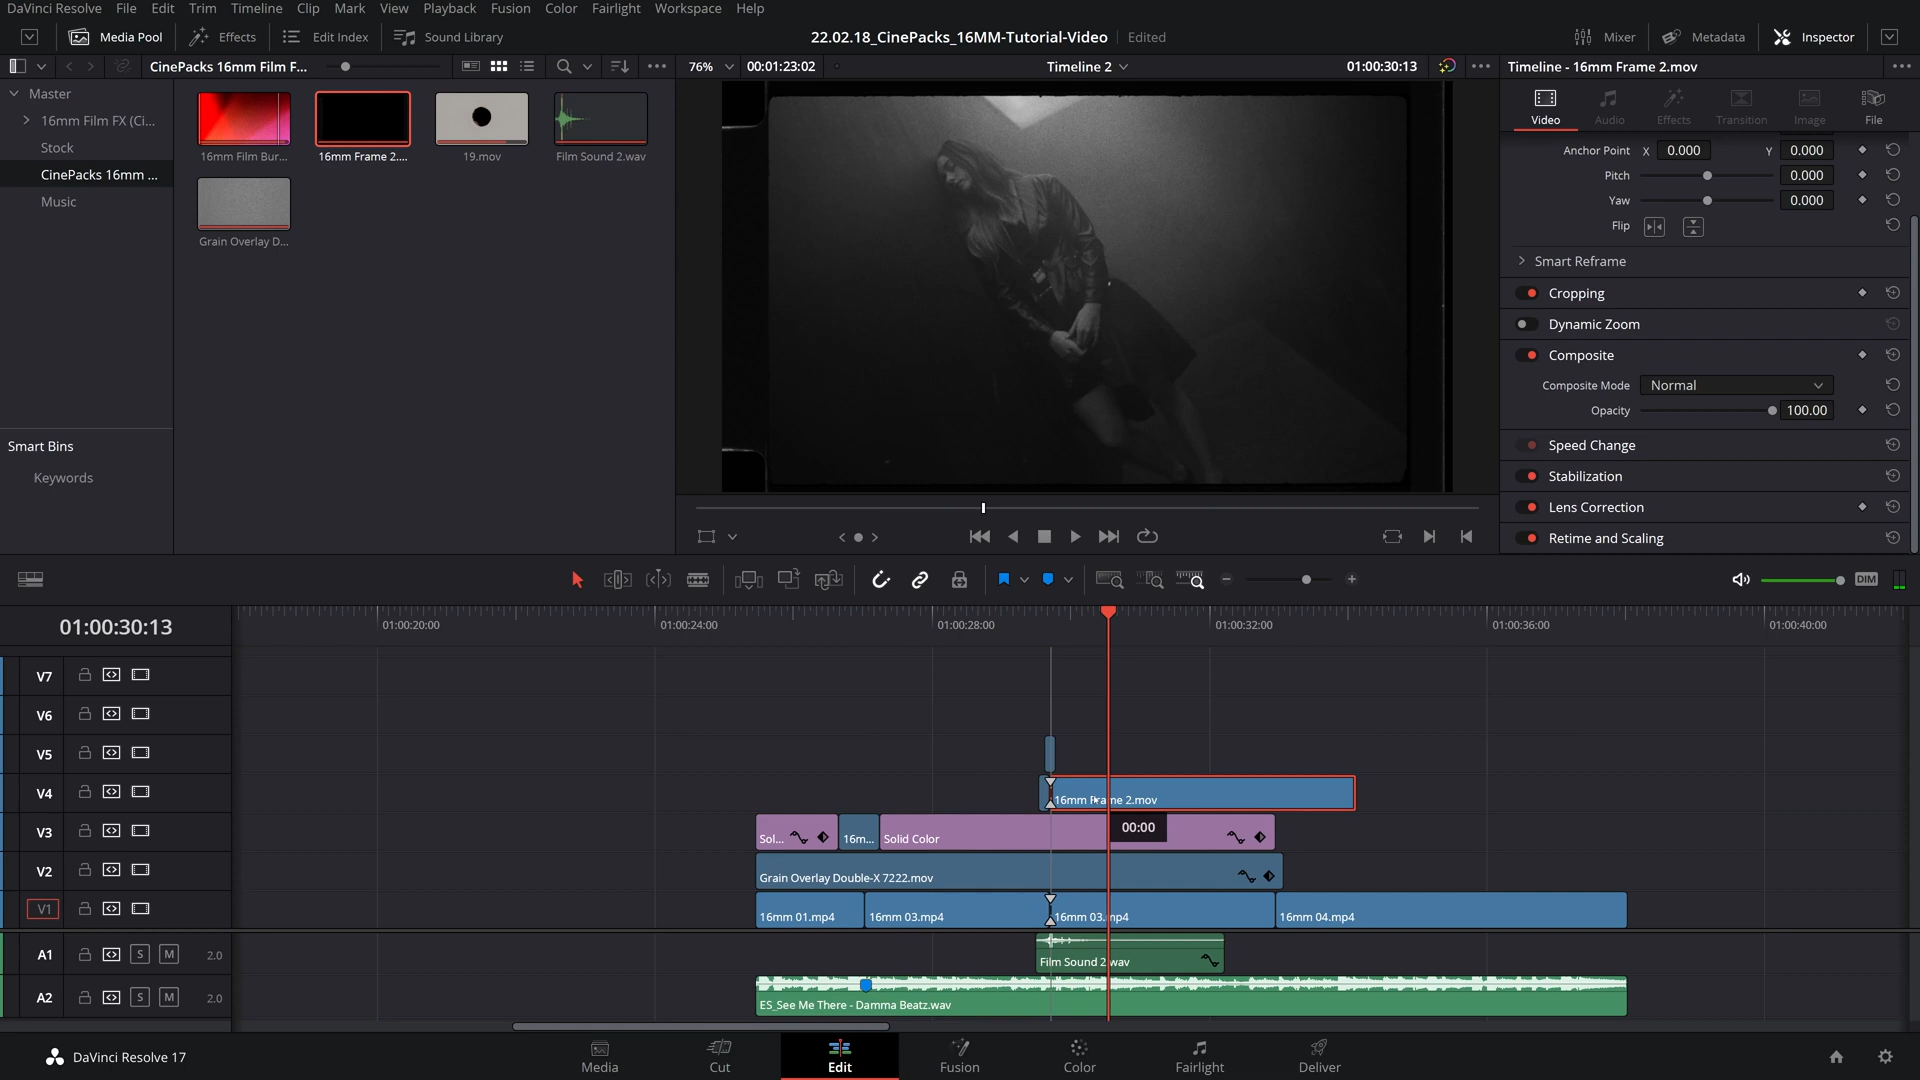 DaVinci Resolve File Edit Trim Timeline Clip Mark View Playback Fusion Color Fairlight Workspace Help
Media Pool Effects Edit Index Sound Library 22.02.18_CinePacks_16MM-Tutorial-Video Edited Mixer Metadata Inspector
CinePacks 16mm Film F... 76% 00:01:23:02 Timeline 2 01:00:30:13 Timeline - 16mm Frame 2.mov
Master
16mm Film FX (Ci...
Stock
CinePacks 16mm ...
Music
Smart Bins
Keywords
16mm Film Bur... 16mm Frame 2.... 19.mov Film Sound 2.wav
Grain Overlay D...
Video Audio Effects Transition Image File
Anchor Point X 0.000 Y 0.000
Pitch 0.000
Yaw 0.000
Flip
Smart Reframe
Cropping
Dynamic Zoom
Composite
Composite Mode Normal
Opacity 100.00
Speed Change
Stabilization
Lens Correction
Retime and Scaling
DIM
01:00:30:13 01:00:20:00 01:00:24:00 01:00:28:00 01:00:32:00 01:00:36:00 01:00:40:00
V7
V6
V5
V4 16mm Frame 2.mov
V3 Sol... 16m... Solid Color 00:00
V2 Grain Overlay Double-X 7222.mov
V1 16mm 01.mp4 16mm 03.mp4 16mm 03.mp4 16mm 04.mp4
A1 S M 2.0 Film Sound 2.wav
A2 S M 2.0 ES_See Me There - Damma Beatz.wav
DaVinci Resolve 17 Media Cut Edit Fusion Color Fairlight Deliver